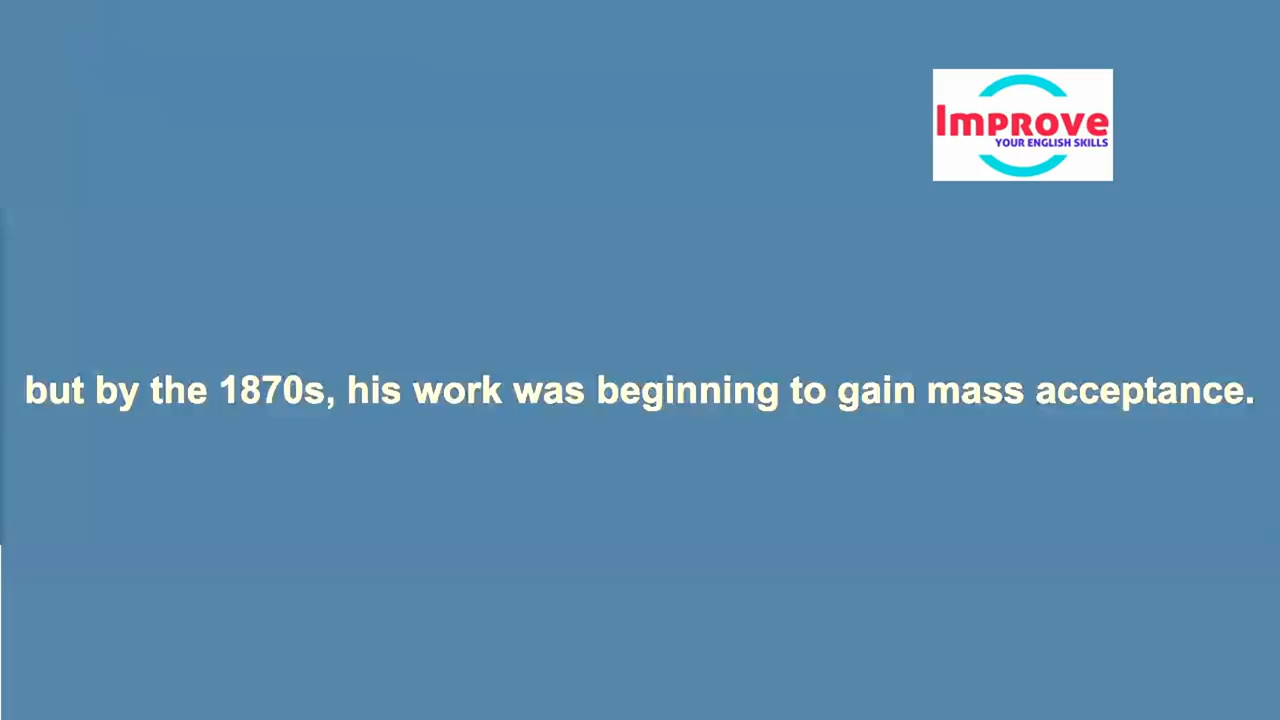 Improve
YOUR ENGLISH SKILLS
but by the 1870s, his work was beginning to gain mass acceptance.